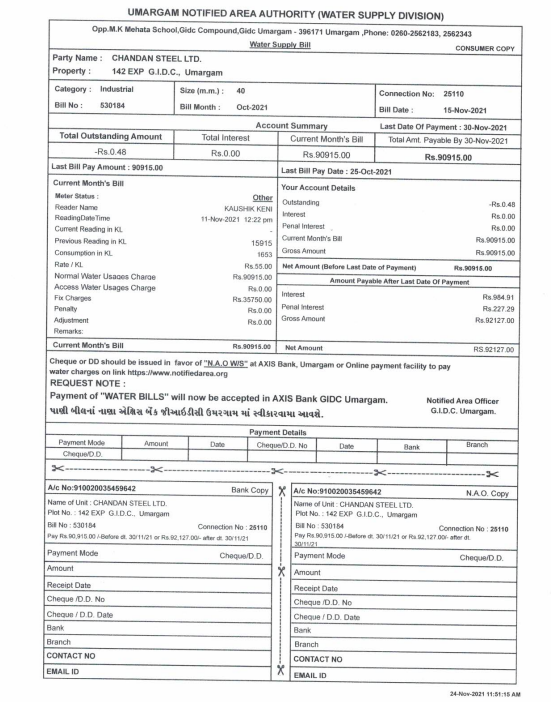 UMARGAM NOTIFIED AREA AUTHORITY (WATER SUPPLY DIVISION)
Opp.M.K Mehata School,Gidc Compound,Gidc Umargam - 396171 Umargam ,Phone: 0260-2562183, 2562343
Water Supply Bill
CONSUMER COPY
Party Name : CHANDAN STEEL LTD.
Property : 142 EXP G.I.D.C., Umargam
Category : Industrial Size (m.m.) : 40 Connection No: 25110
Bill No : 530184 Bill Month : Oct-2021 Bill Date : 15-Nov-2021
Account Summary Last Date Of Payment : 30-Nov-2021
Total Outstanding Amount Total Interest Current Month's Bill Total Amt. Payable By 30-Nov-2021
-Rs.0.48 Rs.0.00 Rs.90915.00 Rs.90915.00
Last Bill Pay Amount : 90915.00 Last Bill Pay Date : 25-Oct-2021
Current Month's Bill
Meter Status : Other
Reader Name KAUSHIK KENI
ReadingDateTime 11-Nov-2021 12:22 pm
Current Reading in KL -
Previous Reading in KL 15915
Consumption in KL 1653
Rate / KL Rs.55.00
Normal Water Usages Charge Rs.90915.00
Access Water Usages Charge Rs.0.00
Fix Charges Rs.35750.00
Penalty Rs.0.00
Adjustment Rs.0.00
Remarks:
Current Month's Bill Rs.90915.00
Your Account Details
Outstanding -Rs.0.48
Interest Rs.0.00
Penal Interest Rs.0.00
Current Month's Bill Rs.90915.00
Gross Amount Rs.90915.00
Net Amount (Before Last Date of Payment) Rs.90915.00
Amount Payable After Last Date Of Payment
Interest Rs.984.91
Penal Interest Rs.227.29
Gross Amount Rs.92127.00
Net Amount RS.92127.00
Cheque or DD should be issued in favor of "N.A.O W/S" at AXIS Bank, Umargam or Online payment facility to pay
water charges on link https://www.notifiedarea.org
REQUEST NOTE :
Payment of "WATER BILLS" will now be accepted in AXIS Bank GIDC Umargam.
પાણી બીલનાં નાણા એક્ષિસ બેંક જીઆઇડીસી ઉમરગામ માં સ્વીકારવામા આવશે.
Notified Area Officer
G.I.D.C. Umargam.
Payment Details
Payment Mode Amount Date Cheque/D.D. No Date Bank Branch
Cheque/D.D.
A/c No:910020035459642 Bank Copy
Name of Unit : CHANDAN STEEL LTD.
Plot No. : 142 EXP G.I.D.C., Umargam
Bill No : 530184 Connection No : 25110
Pay Rs.90,915.00 /-Before dt. 30/11/21 or Rs.92,127.00/- after dt. 30/11/21
Payment Mode Cheque/D.D.
Amount
Receipt Date
Cheque /D.D. No
Cheque / D.D. Date
Bank
Branch
CONTACT NO
EMAIL ID
A/c No:910020035459642 N.A.O. Copy
Name of Unit : CHANDAN STEEL LTD.
Plot No. : 142 EXP G.I.D.C., Umargam
Bill No : 530184 Connection No : 25110
Pay Rs.90,915.00 /-Before dt. 30/11/21 or Rs.92,127.00/- after dt.
30/11/21
Payment Mode Cheque/D.D.
Amount
Receipt Date
Cheque /D.D. No
Cheque / D.D. Date
Bank
Branch
CONTACT NO
EMAIL ID
24-Nov-2021 11:51:15 AM